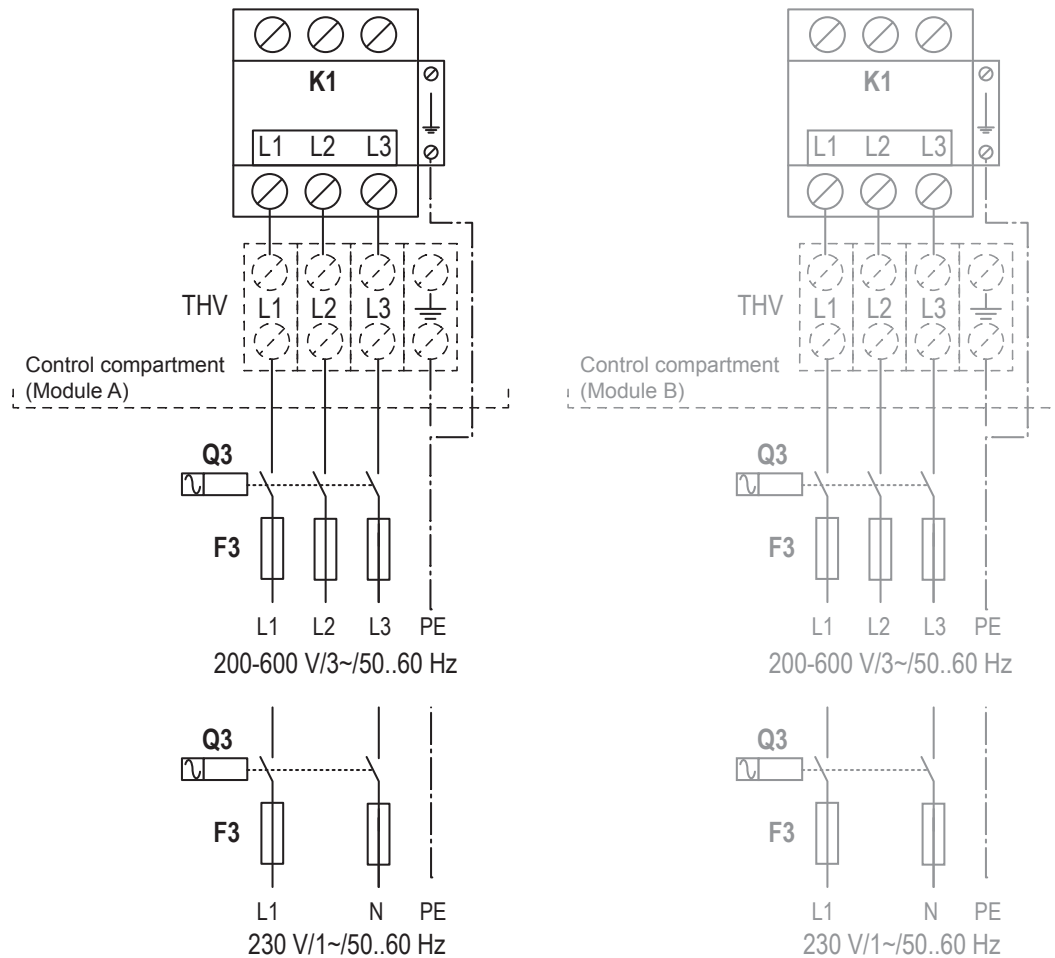 K1
L1 L2 L3
THV L1 L2 L3
Control compartment
(Module A)
Q3
F3
L1 L2 L3 PE
200-600 V/3~/50..60 Hz
Q3
F3
L1 N PE
230 V/1~/50..60 Hz
K1
L1 L2 L3
THV L1 L2 L3
Control compartment
(Module B)
Q3
F3
L1 L2 L3 PE
200-600 V/3~/50..60 Hz
Q3
F3
L1 N PE
230 V/1~/50..60 Hz